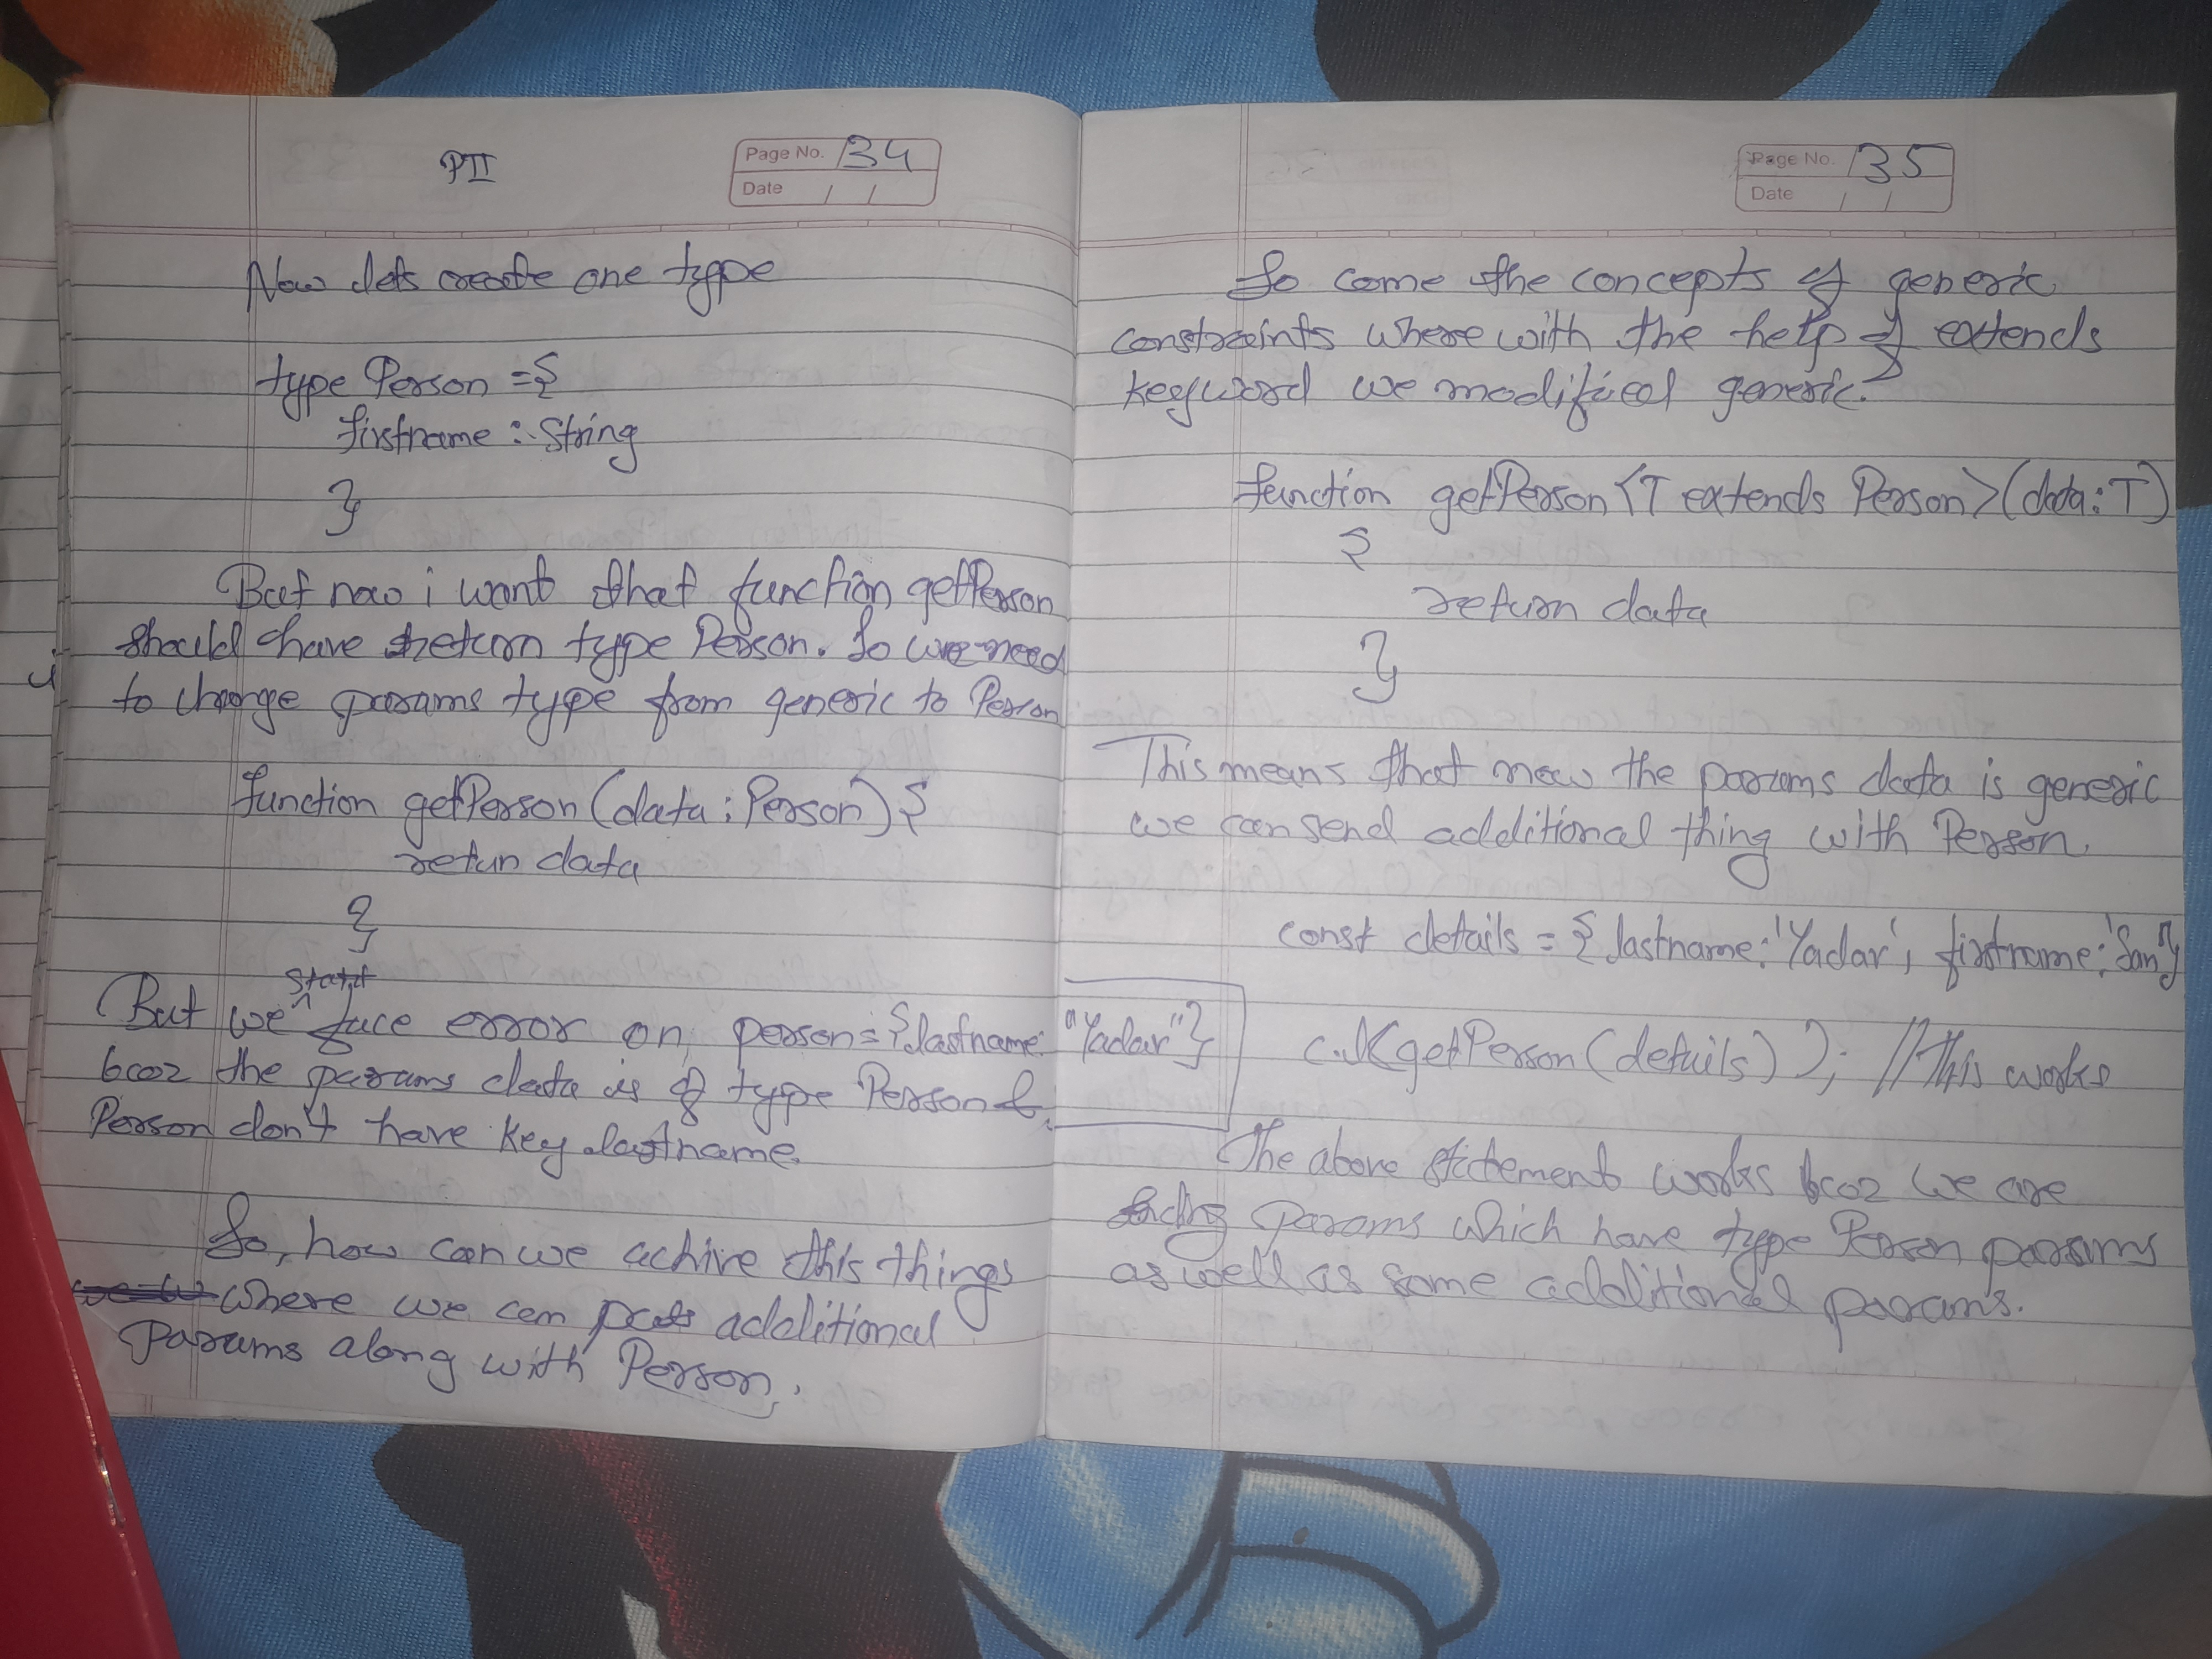 PTI
Page No. 134
Date / /
Now lets create one type
type Person = {
firstname : String
}
But now i want that function getPerson
should have return type Person. So we need
to change params type from generic to Person
function getPerson (data : Person) {
return data
}
start
But we face error on person = { lastname: "Yadav" }
bcoz the params data is of type Person &
Person don't have key lastname.
So, how can we achive this things
where we can pass additional
Params along with Person.
Page No. 135
Date / /
So come the concepts of generic
constraints where with the help of extends
keyword we modified generic.
function getPerson <T extends Person> (data : T)
{
return data
}
This means that now the params data is generic
we can send additional thing with Person.
const details = { lastname: 'Yadav', firstname: 'Son' }
c.l(getPerson (details)); // this works
The above statement works bcoz we are
sending params which have type Person params
as well as some additional params.